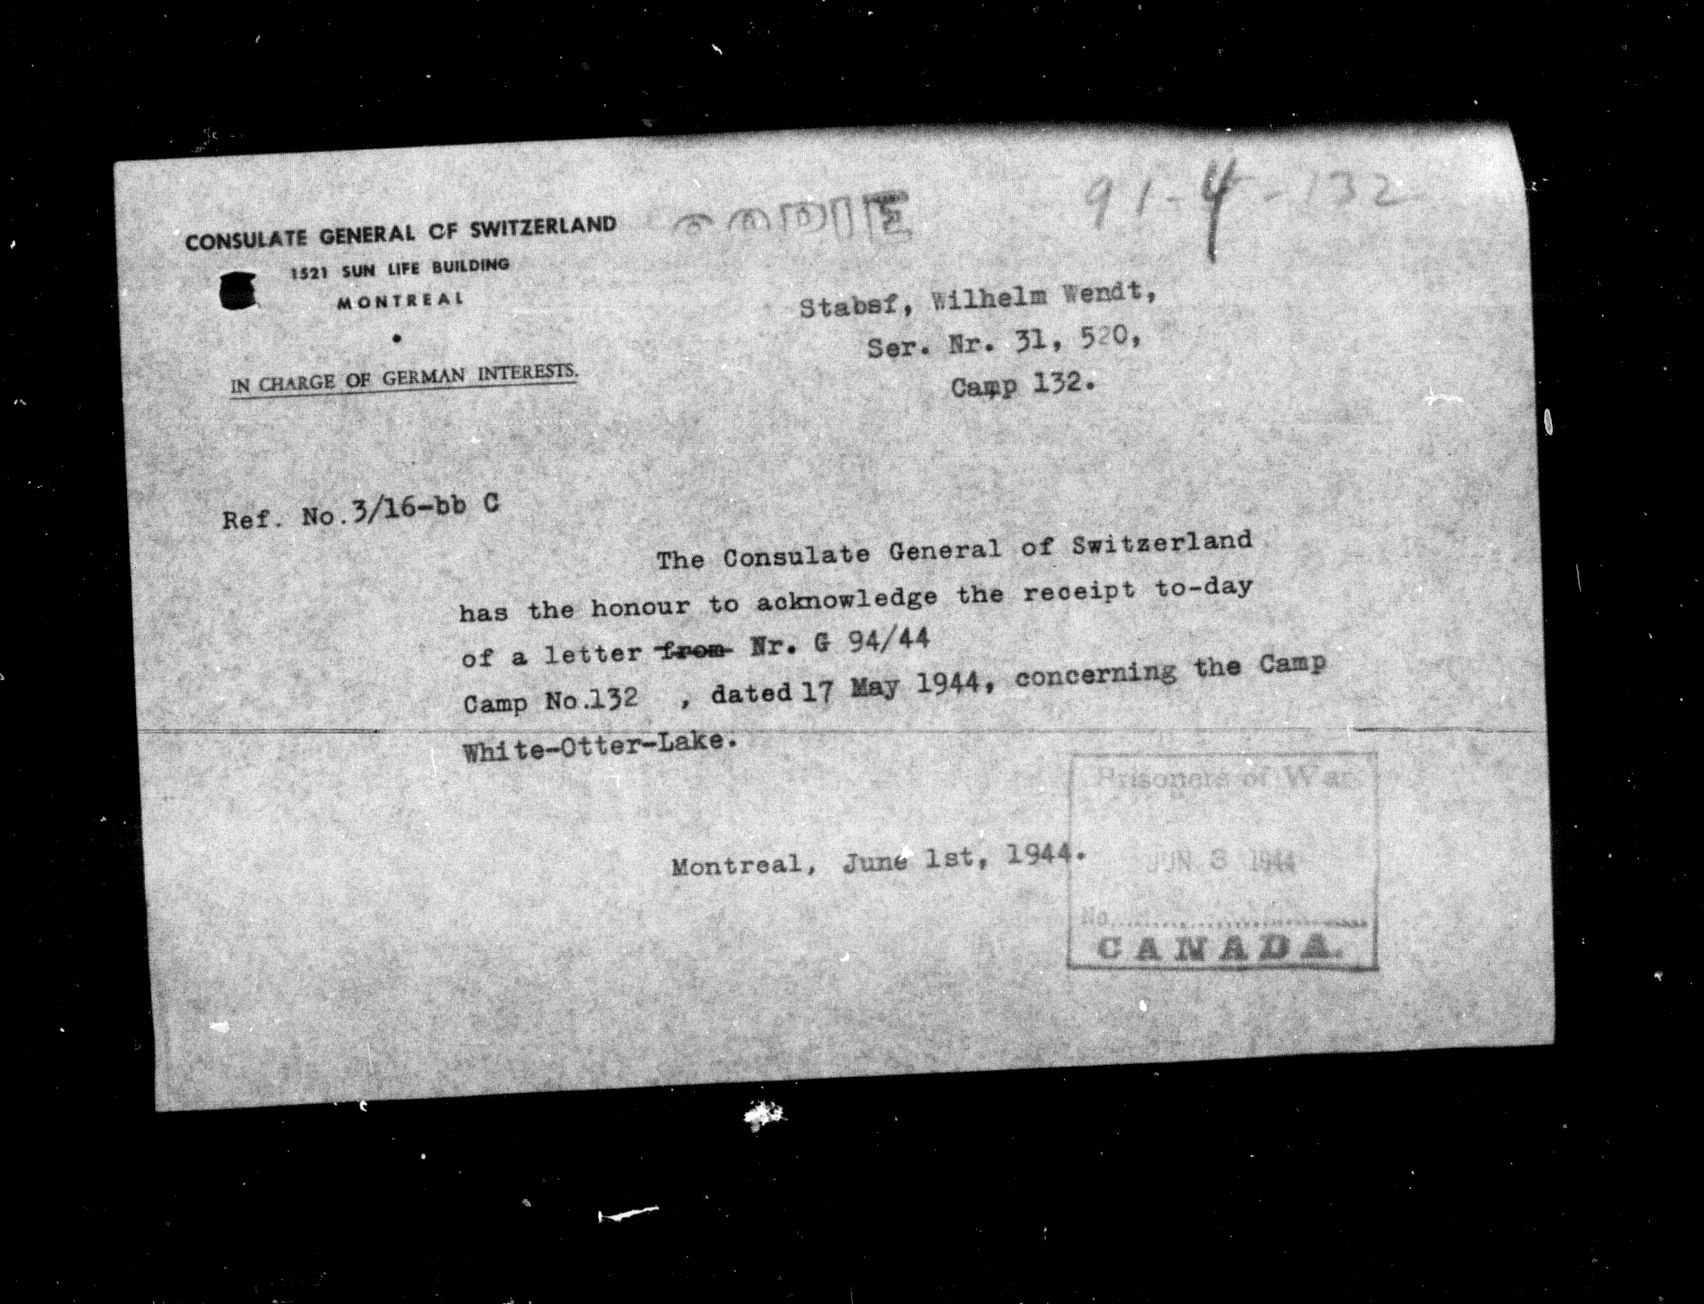 91-4-132
CONSULATE GENERAL OF SWITZERLAND
1521 SUN LIFE BUILDING
MONTREAL
IN CHARGE OF GERMAN INTERESTS.
Stabsf, Wilhelm Wendt,
Ser. Nr. 31, 520,
Camp 132.
Ref. No.3/16-bb C
The Consulate General of Switzerland
has the honour to acknowledge the receipt to-day
of a letter from Nr. G 94/44
Camp No.132 , dated 17 May 1944, concerning the Camp
White-Otter-Lake.
Montreal, June 1st, 1944.
Prisoners of War
JUN 3 1944
No.
CANADA